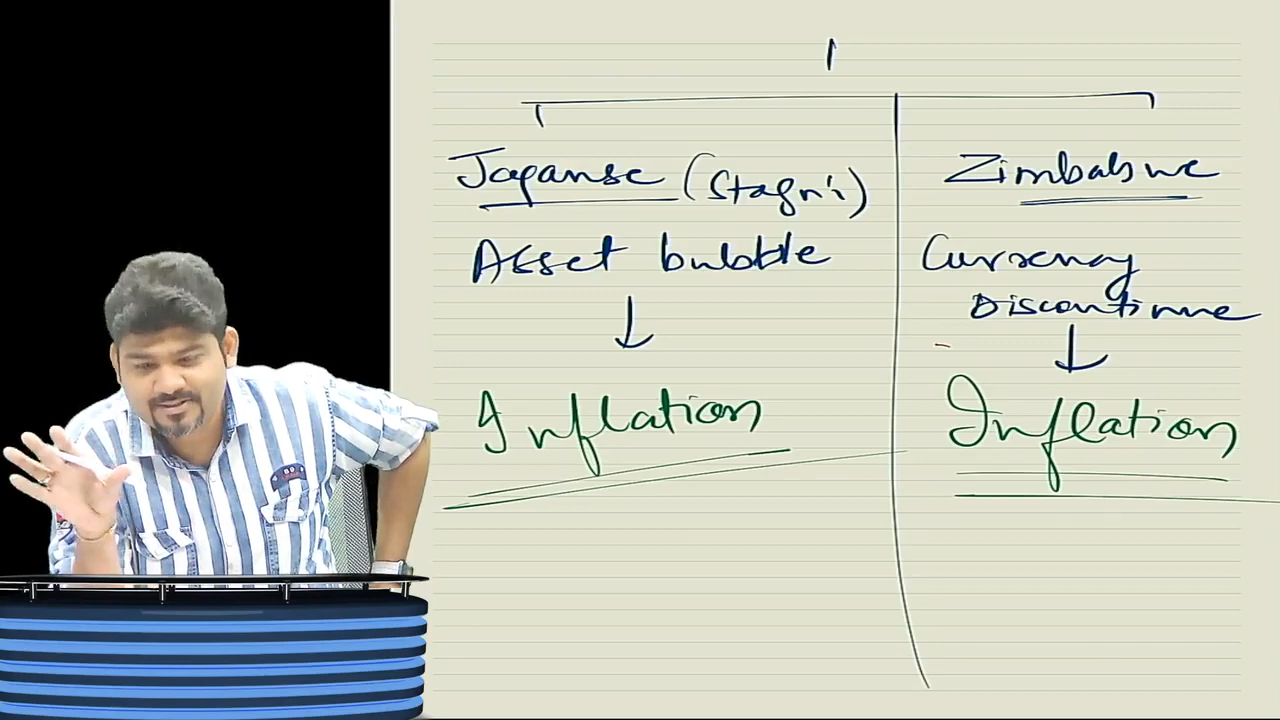 Japanse (Stagn'i)
Asset bubble
Inflation
Zimbabwe
Currency
Discontinue
Inflation